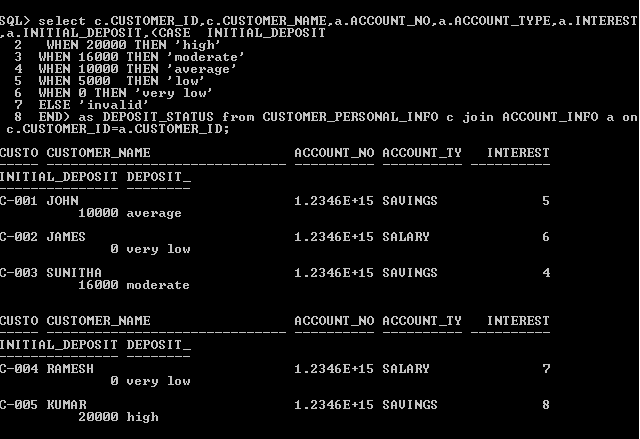 SQL> select c.CUSTOMER_ID,c.CUSTOMER_NAME,a.ACCOUNT_NO,a.ACCOUNT_TYPE,a.INTEREST
,a.INITIAL_DEPOSIT,(CASE  INITIAL_DEPOSIT
  2   WHEN 20000 THEN 'high'
  3  WHEN 16000 THEN 'moderate'
  4  WHEN 10000 THEN 'average'
  5  WHEN 5000  THEN 'low'
  6  WHEN 0 THEN 'very low'
  7  ELSE 'invalid'
  8  END) as DEPOSIT_STATUS from CUSTOMER_PERSONAL_INFO c join ACCOUNT_INFO a on
 c.CUSTOMER_ID=a.CUSTOMER_ID;
CUSTO CUSTOMER_NAME                  ACCOUNT_NO ACCOUNT_TY   INTEREST
----- ------------------------------ ---------- ---------- ----------
INITIAL_DEPOSIT DEPOSIT_
--------------- --------
C-001 JOHN                           1.2346E+15 SAVINGS             5
          10000 average
C-002 JAMES                          1.2346E+15 SALARY              6
              0 very low
C-003 SUNITHA                        1.2346E+15 SAVINGS             4
          16000 moderate
CUSTO CUSTOMER_NAME                  ACCOUNT_NO ACCOUNT_TY   INTEREST
----- ------------------------------ ---------- ---------- ----------
INITIAL_DEPOSIT DEPOSIT_
--------------- --------
C-004 RAMESH                         1.2346E+15 SALARY              7
              0 very low
C-005 KUMAR                          1.2346E+15 SAVINGS             8
          20000 high